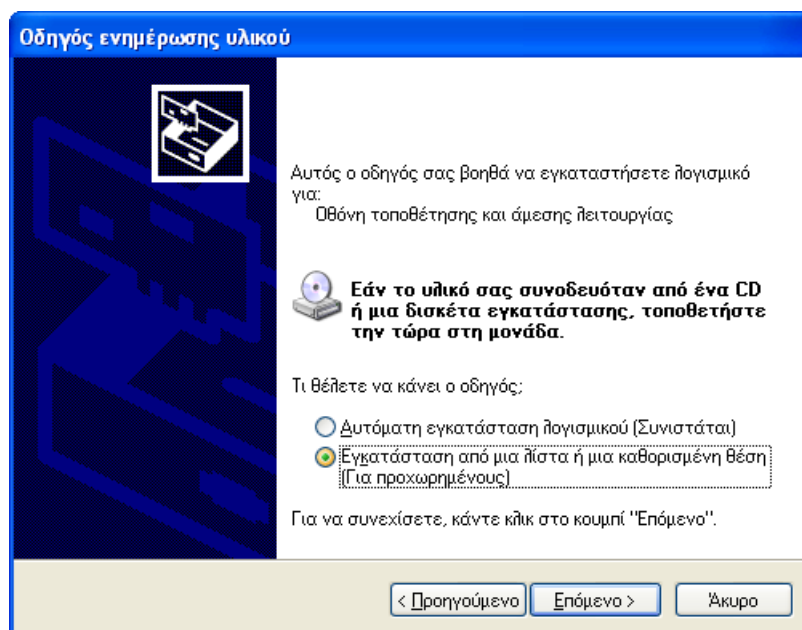 Οδηγός ενημέρωσης υλικού
Αυτός ο οδηγός σας βοηθά να εγκαταστήσετε λογισμικό
για:
Οθόνη τοποθέτησης και άμεσης λειτουργίας
Εάν το υλικό σας συνοδευόταν από ένα CD
ή μια δισκέτα εγκατάστασης, τοποθετήστε
την τώρα στη μονάδα.
Τι θέλετε να κάνει ο οδηγός;
Αυτόματη εγκατάσταση λογισμικού (Συνιστάται)
Εγκατάσταση από μια λίστα ή μια καθορισμένη θέση
(Για προχωρημένους)
Για να συνεχίσετε, κάντε κλικ στο κουμπί "Επόμενο".
< Προηγούμενο Επόμενο > Άκυρο